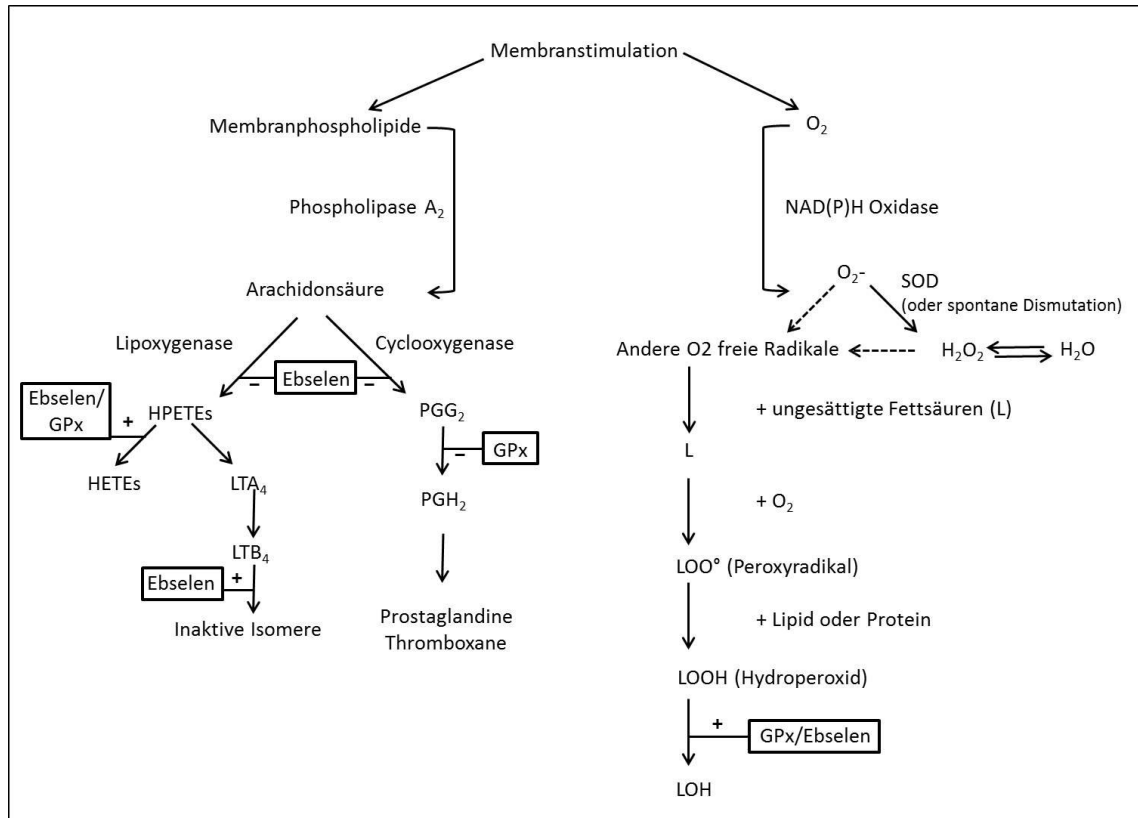 Membranstimulation
Membranphospholipide
O₂
Phospholipase A₂
NAD(P)H Oxidase
Arachidonsäure
O₂-
SOD
(oder spontane Dismutation)
Lipoxygenase
Cyclooxygenase
Andere O2 freie Radikale
H₂O₂
H₂O
Ebselen
– –
Ebselen/
GPx
+
HPETEs
PGG₂
+ ungesättigte Fettsäuren (L)
–
GPx
L
HETEs
LTA₄
PGH₂
+ O₂
LTB₄
Ebselen
+
LOO° (Peroxyradikal)
Inaktive Isomere
Prostaglandine
Thromboxane
+ Lipid oder Protein
LOOH (Hydroperoxid)
+
GPx/Ebselen
LOH